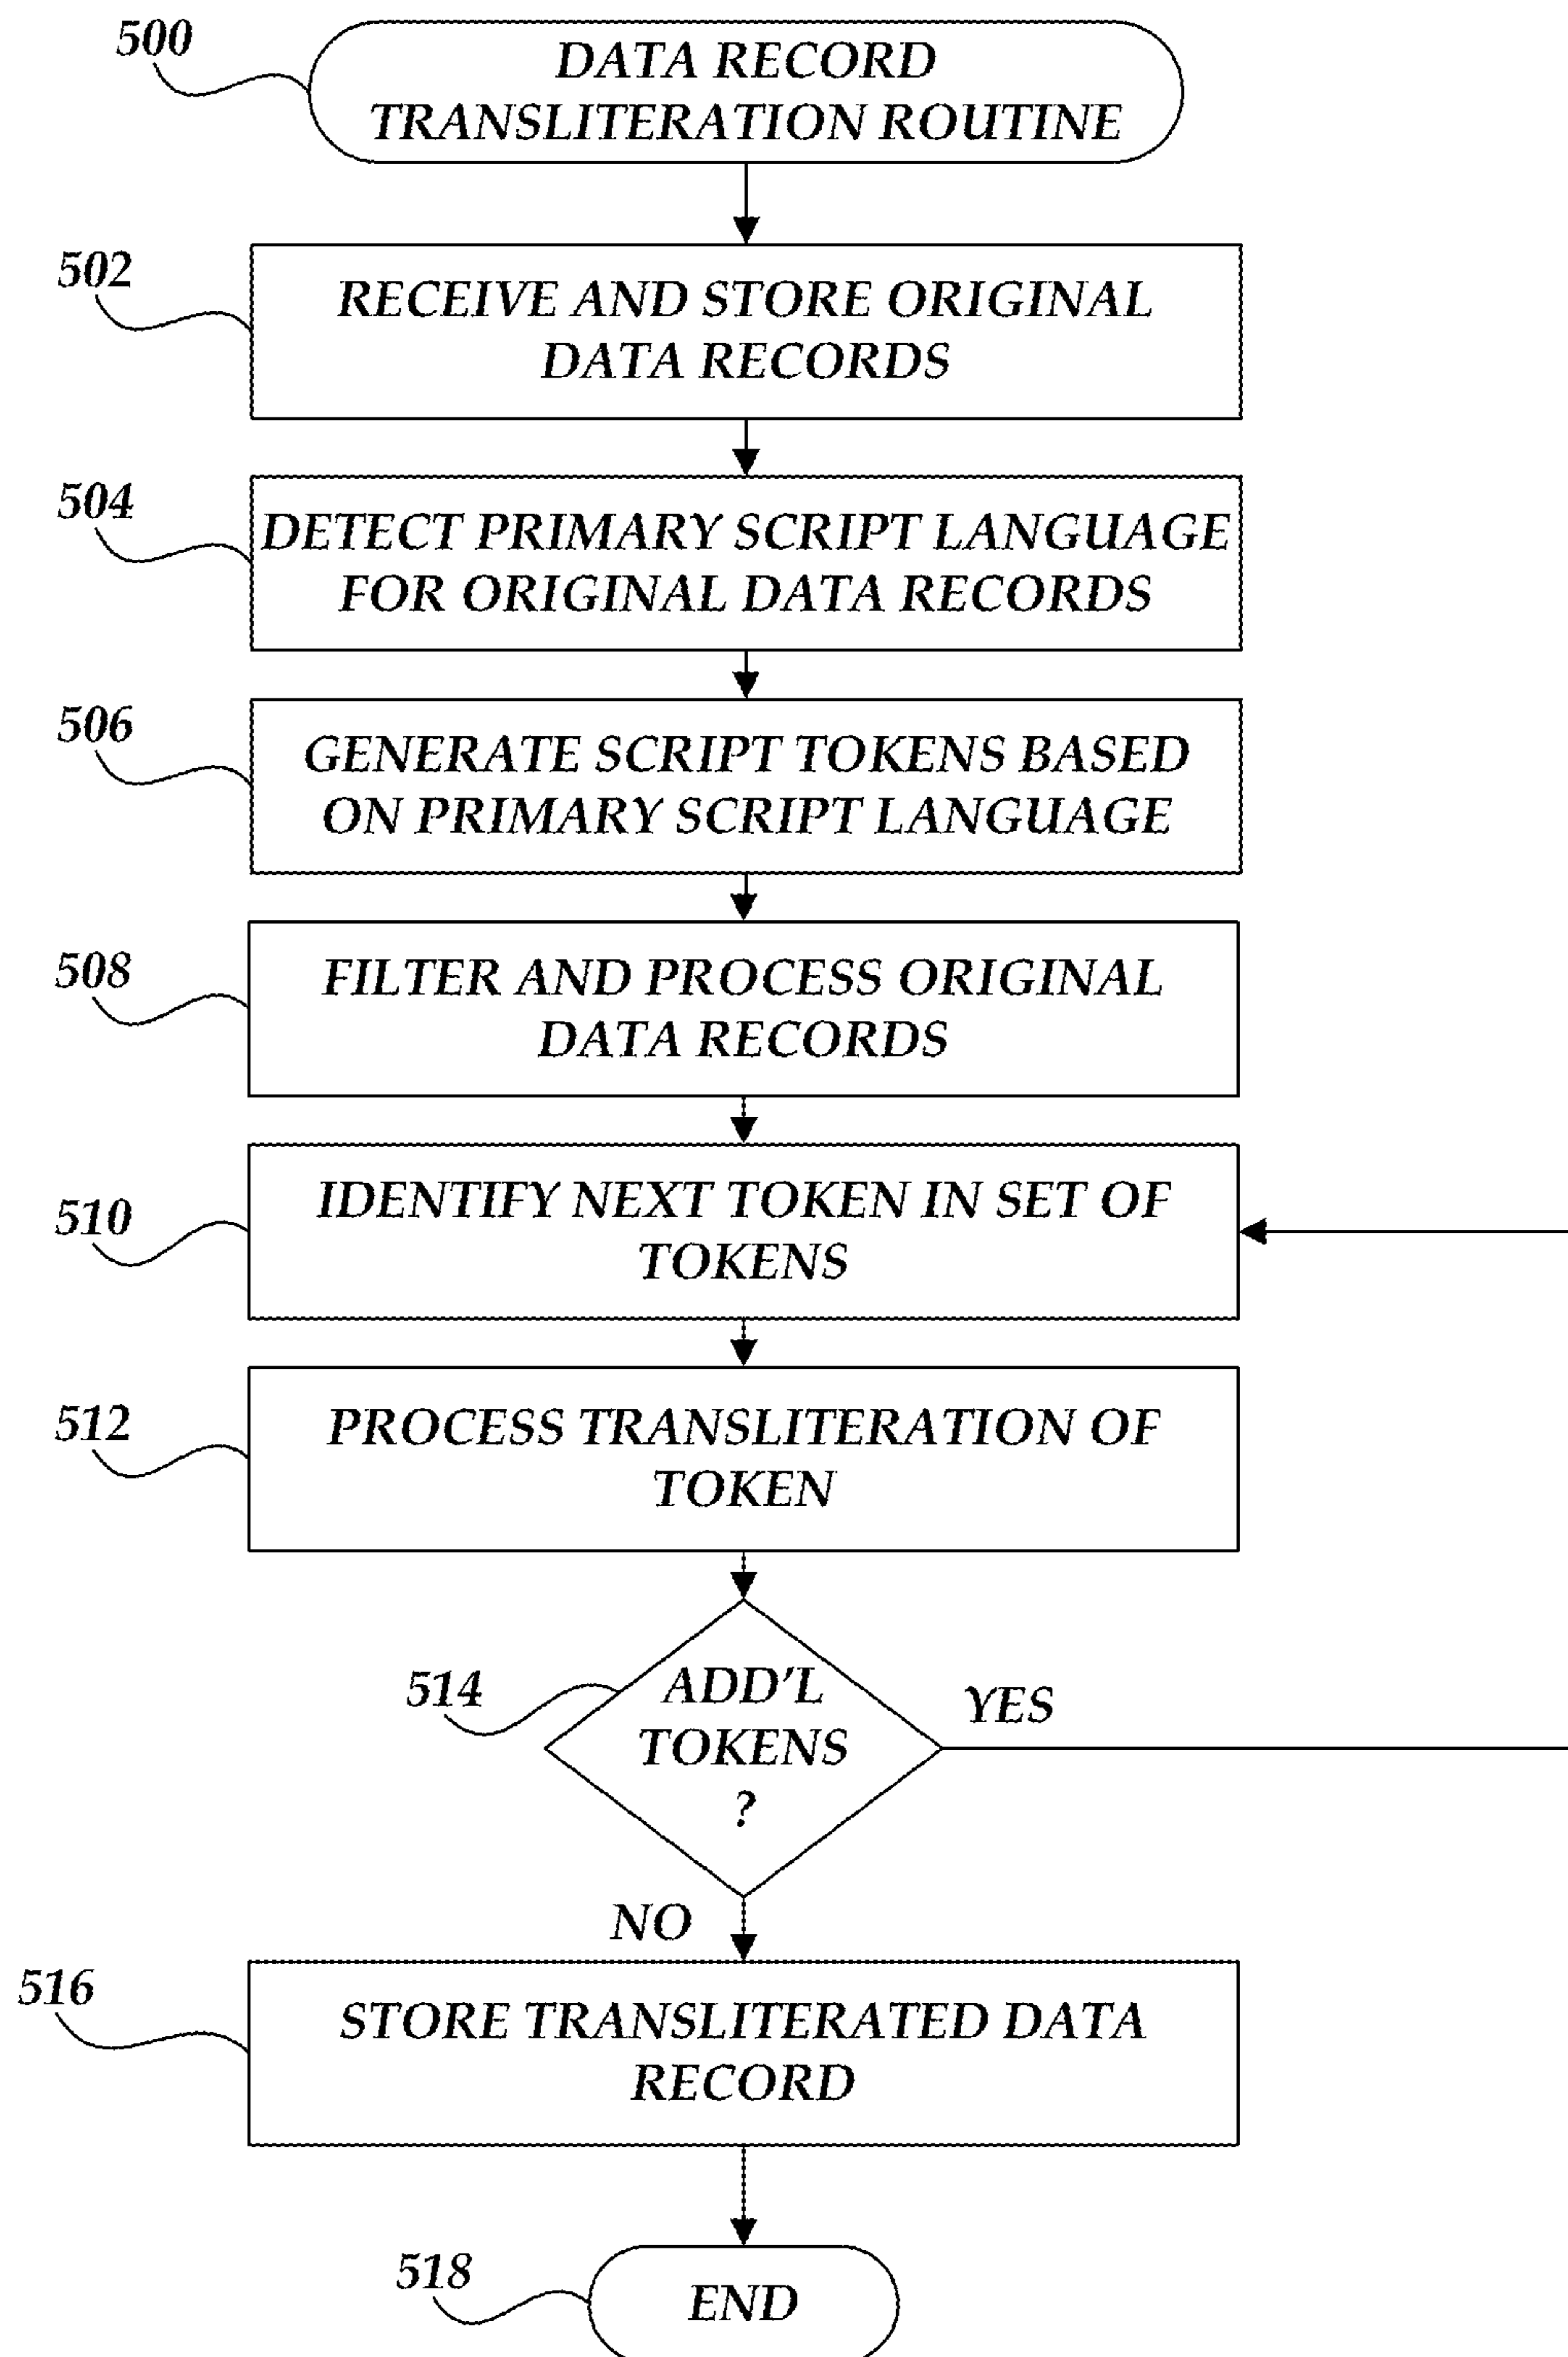 500
DATA RECORD
TRANSLITERATION ROUTINE
502
RECEIVE AND STORE ORIGINAL
DATA RECORDS
504
DETECT PRIMARY SCRIPT LANGUAGE
FOR ORIGINAL DATA RECORDS
506
GENERATE SCRIPT TOKENS BASED
ON PRIMARY SCRIPT LANGUAGE
508
FILTER AND PROCESS ORIGINAL
DATA RECORDS
510
IDENTIFY NEXT TOKEN IN SET OF
TOKENS
512
PROCESS TRANSLITERATION OF
TOKEN
514
ADD'L
TOKENS
?
YES
NO
516
STORE TRANSLITERATED DATA
RECORD
518
END